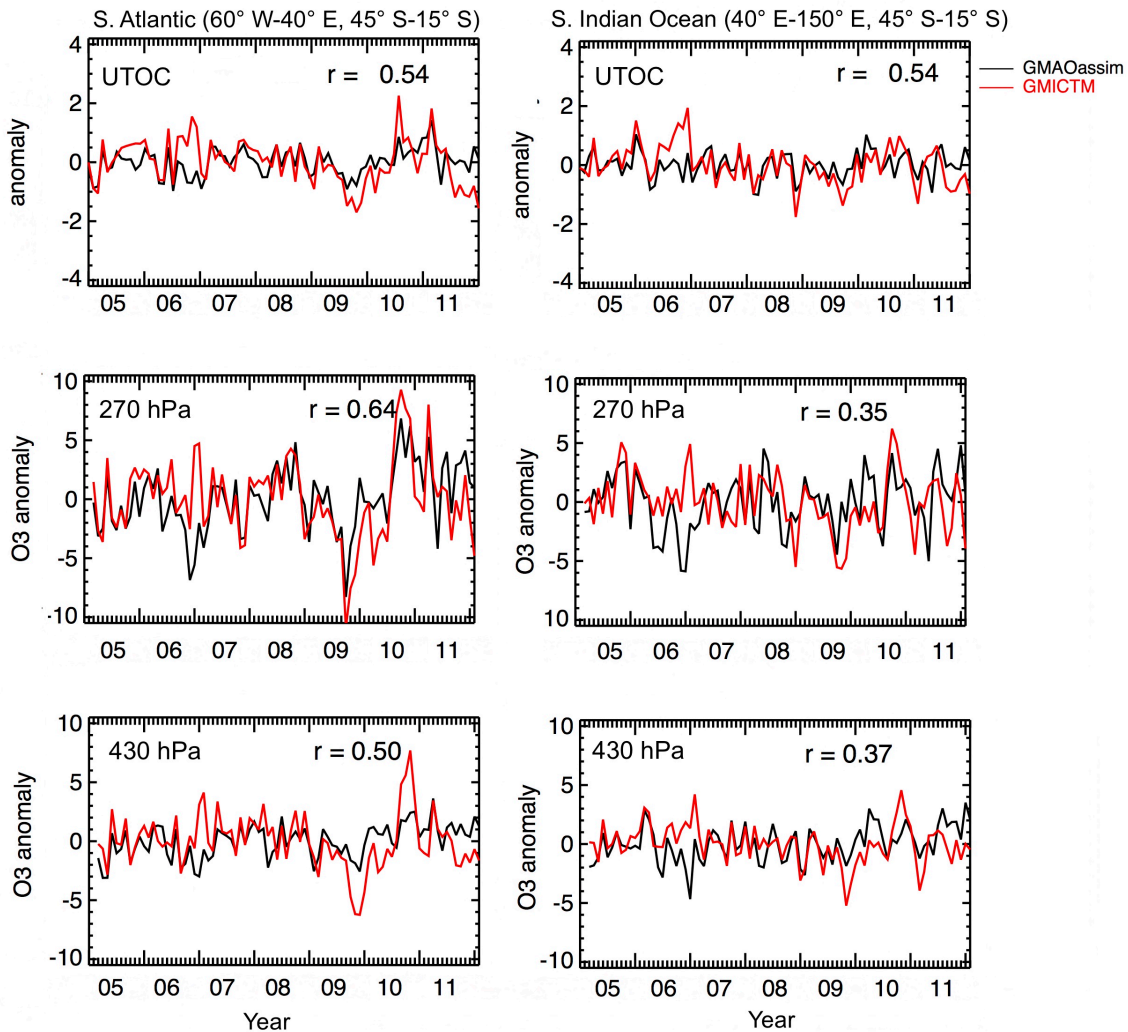 S. Atlantic (60° W-40° E, 45° S-15° S)
S. Indian Ocean (40° E-150° E, 45° S-15° S)
GMAOassim
GMICTM
4
2
0
-2
-4
anomaly
UTOC
r = 0.54
05 06 07 08 09 10 11
4
2
0
-2
-4
anomaly
UTOC
r = 0.54
05 06 07 08 09 10 11
10
5
0
-5
-10
O3 anomaly
270 hPa
r = 0.64
05 06 07 08 09 10 11
10
5
0
-5
10
O3 anomaly
270 hPa
r = 0.35
05 06 07 08 09 10 11
10
5
0
-5
-10
O3 anomaly
430 hPa
r = 0.50
05 06 07 08 09 10 11
Year
10
5
0
-5
-10
O3 anomaly
430 hPa
r = 0.37
05 06 07 08 09 10 11
Year